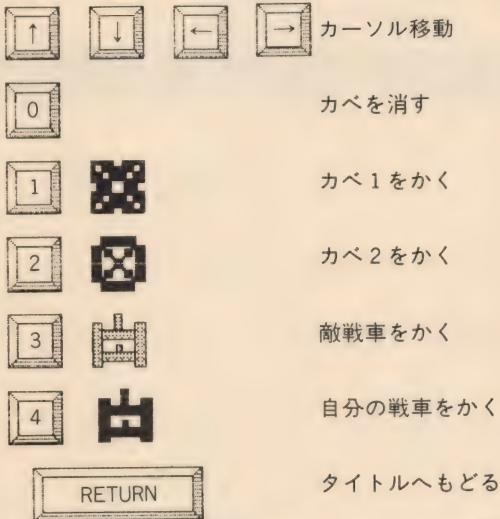 ↑ ↓ ← → カーソル移動
0 カベを消す
1 カベ1をかく
2 カベ2をかく
3 敵戦車をかく
4 自分の戦車をかく
RETURN タイトルへもどる